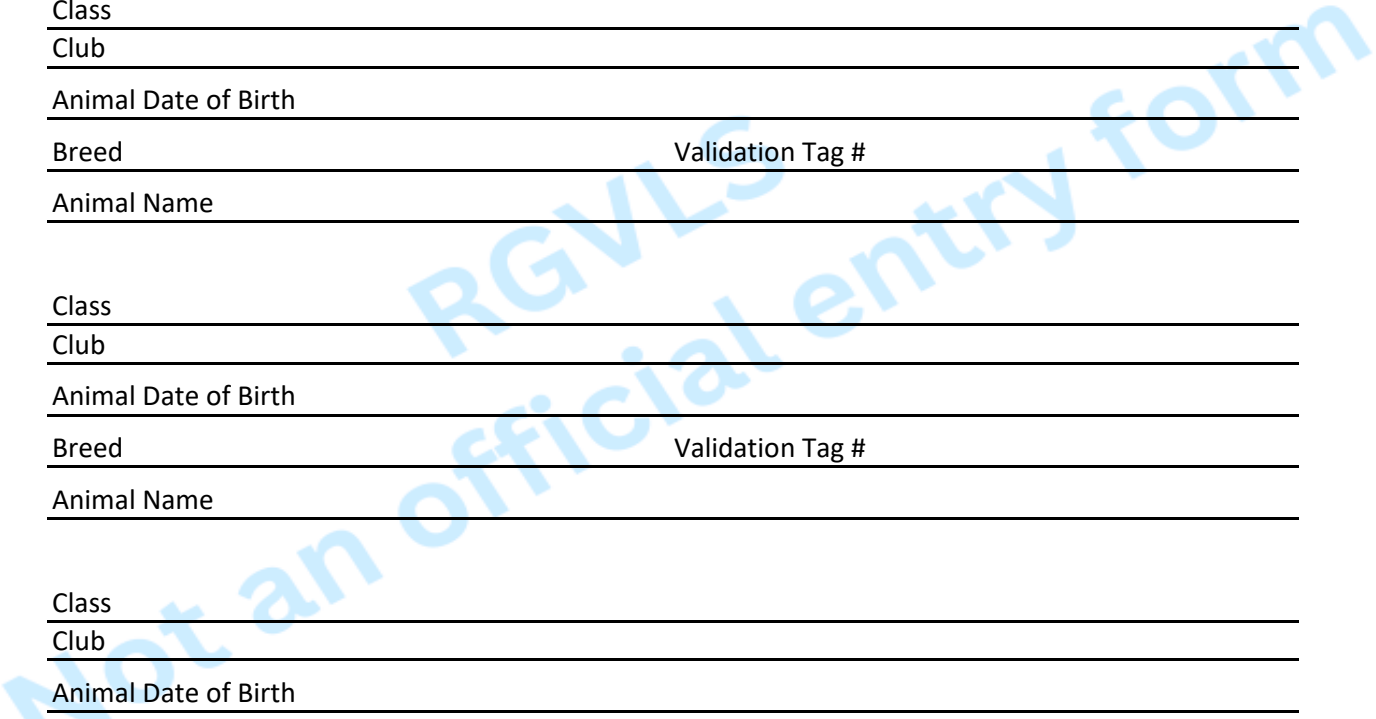 Class
Club
Animal Date of Birth
Breed Validation Tag #
Animal Name
Class
Club
Animal Date of Birth
Breed Validation Tag #
Animal Name
Class
Club
Animal Date of Birth
RGVLS
Not an official entry form